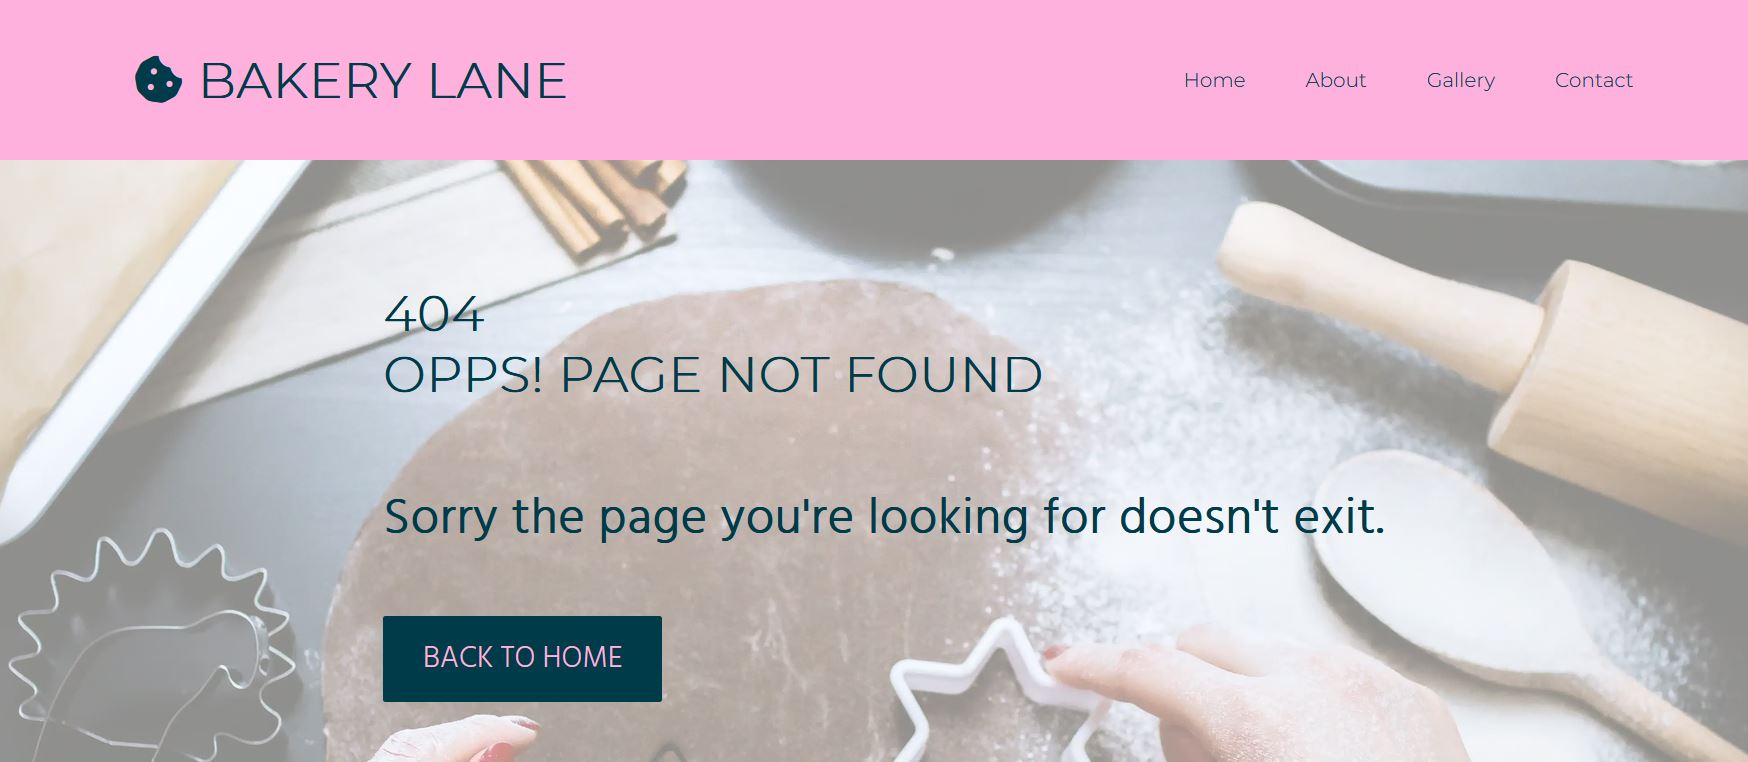 BAKERY LANE
Home About Gallery Contact
404
OPPS! PAGE NOT FOUND
Sorry the page you're looking for doesn't exit.
BACK TO HOME